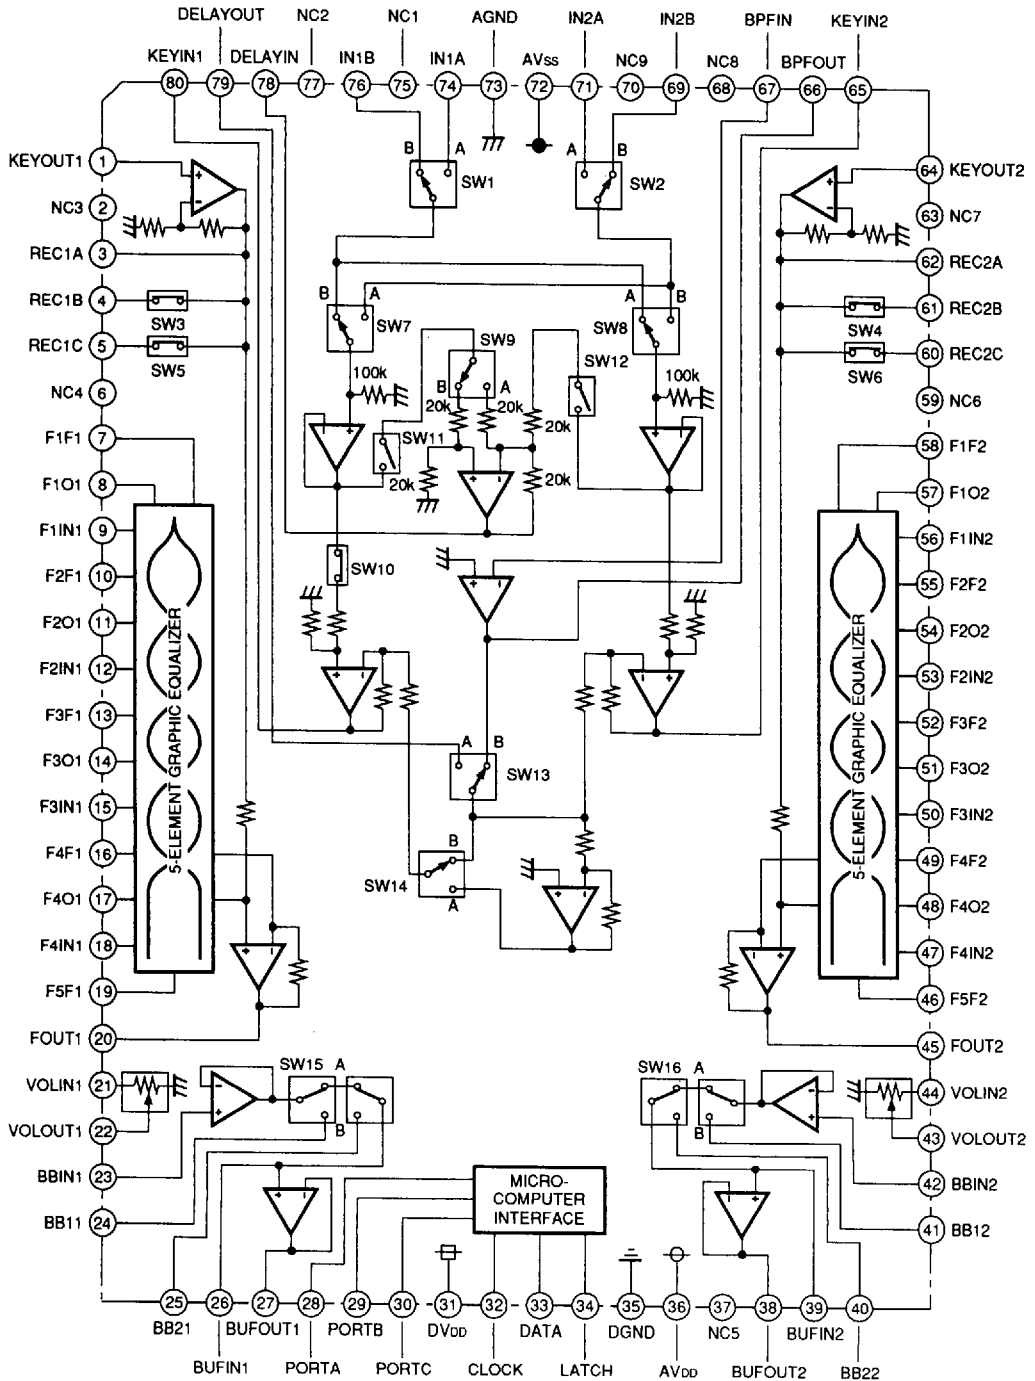 DELAYOUT NC2 NC1 AGND IN2A IN2B BPFIN KEYIN2
KEYIN1 DELAYIN IN1B IN1A AVSS NC9 NC8 BPFOUT
80 79 78 77 76 75 74 73 72 71 70 69 68 67 66 65
B A
SW1
A B
SW2
KEYOUT1 1
NC3 2
REC1A 3
REC1B 4
SW3
REC1C 5
SW5
NC4 6
F1F1 7
F1O1 8
F1IN1 9
F2F1 10
F2O1 11
F2IN1 12
F3F1 13
F3O1 14
F3IN1 15
F4F1 16
F4O1 17
F4IN1 18
F5F1 19
FOUT1 20
VOLIN1 21
VOLOUT1 22
BBIN1 23
BB11 24
64 KEYOUT2
63 NC7
62 REC2A
61 REC2B
SW4
60 REC2C
SW6
59 NC6
58 F1F2
57 F1O2
56 F1IN2
55 F2F2
54 F2O2
53 F2IN2
52 F3F2
51 F3O2
50 F3IN2
49 F4F2
48 F4O2
47 F4IN2
46 F5F2
45 FOUT2
44 VOLIN2
43 VOLOUT2
42 BBIN2
41 BB12
+ -
B A
SW7
A B
SW8
SW9
B A
SW12
100k
100k
20k
20k
20k
20k
20k
SW11
SW10
5-ELEMENT GRAPHIC EQUALIZER
5-ELEMENT GRAPHIC EQUALIZER
A B
SW13
B
SW14
A
SW15 A
B
SW16 A
B
MICRO-
COMPUTER
INTERFACE
25 26 27 28 29 30 31 32 33 34 35 36 37 38 39 40
BB21 BUFOUT1 PORTB DVDD DATA DGND NC5 BUFIN2
BUFIN1 PORTA PORTC CLOCK LATCH AVDD BUFOUT2 BB22